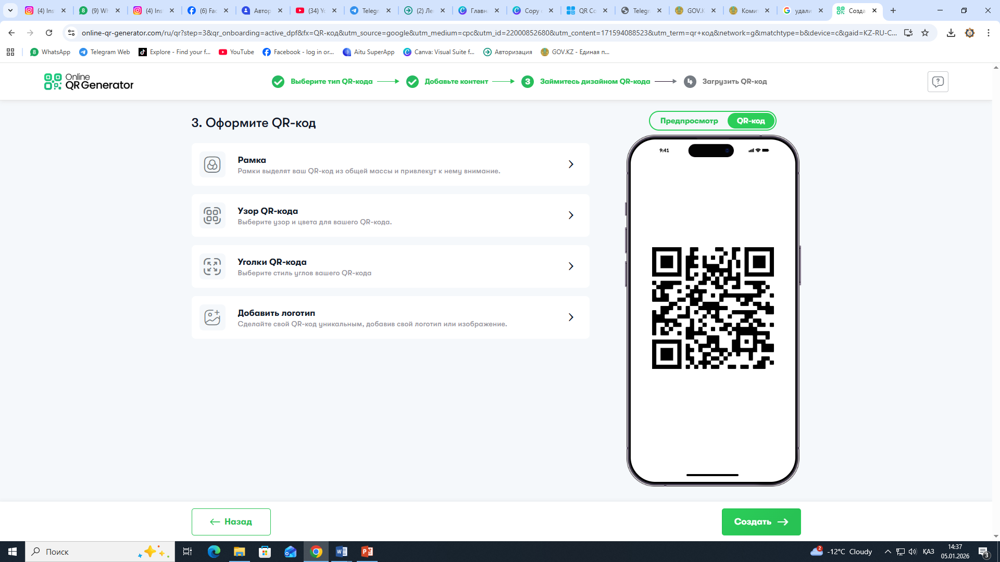 (4) Ins
(9) Wh
(4) Ins
(6) Fac
Автор
(34) Yo
Telegr
(2) Ле
Главн
Copy
QR Co
Telegr
GOV.K
Коми
удали
Созда
online-qr-generator.com/ru/qr?step=3&qr_onboarding=active_dpf&fx=QR-код&utm_source=google&utm_medium=cpc&utm_id=22000852680&utm_content=171594088523&utm_term=qr+код&network=g&matchtype=b&device=c&gaid=KZ-RU-C...
WhatsApp
Telegram Web
Explore - Find your f...
YouTube
Facebook - log in or...
Aitu SuperApp
Canva: Visual Suite f...
Авторизация
GOV.KZ - Единая п...
Online
QR Generator
Выберите тип QR-кода
Добавьте контент
3 Займитесь дизайном QR-кода
4 Загрузить QR-код
3. Оформите QR-код
Предпросмотр
QR-код
Рамка
Рамки выделят ваш QR-код из общей массы и привлекут к нему внимание.
Узор QR-кода
Выберите узор и цвета для вашего QR-кода.
Уголки QR-кода
Выберите стиль углов вашего QR-кода
Добавить логотип
Сделайте свой QR-код уникальным, добавив свой логотип или изображение.
9:41
Назад
Создать
Поиск
2
-12°C Cloudy
ҚАЗ
14:37
05.01.2026
3